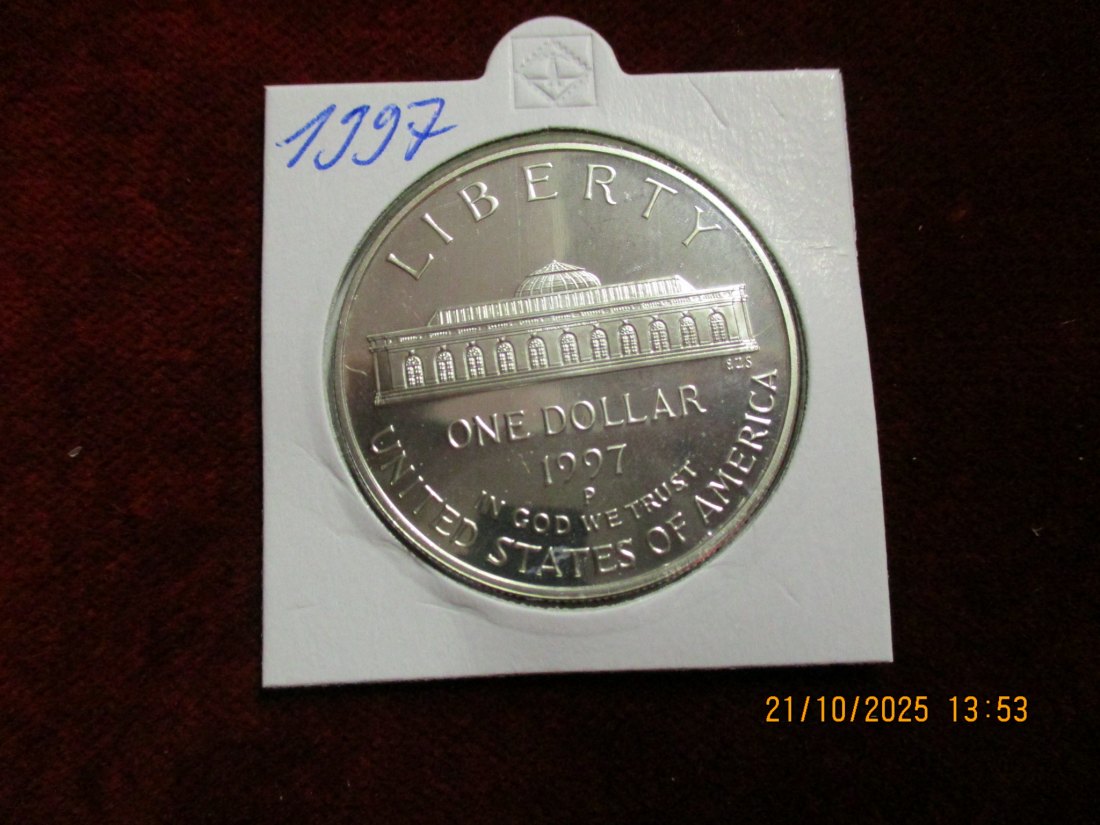 1997
LIBERTY
S.Z.S
ONE DOLLAR
1997
P
IN GOD WE TRUST
UNITED STATES OF AMERICA
21/10/2025 13:53